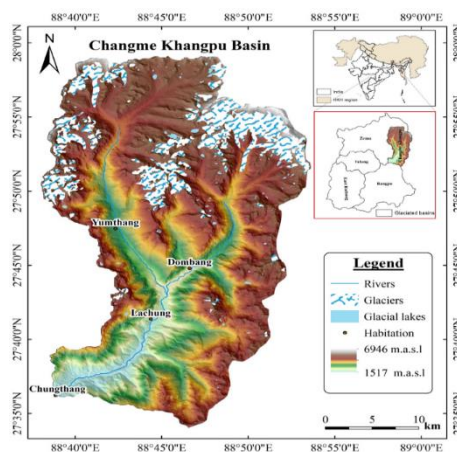 88°40'0"E 88°45'0"E 88°50'0"E 88°55'0"E 89°0'0"E
Changme Khangpu Basin
N
28°0'0"N
27°55'0"N
27°50'0"N
27°45'0"N
27°40'0"N
27°35'0"N
Yumthang
Dombang
Lachung
Chungthang
Glaciated basins
Legend
Rivers
Glaciers
Glacial lakes
Habitation
6946 m.a.s.l
1517 m.a.s.l
0 5 10
km
88°40'0"E 88°45'0"E 88°50'0"E 88°55'0"E 89°0'0"E